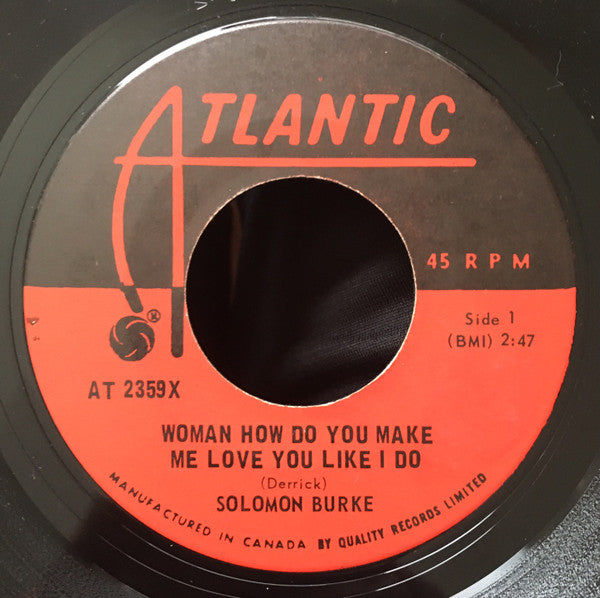 ATLANTIC
45 RPM
Side 1
(BMI) 2:47
®
AT 2359X
WOMAN HOW DO YOU MAKE
ME LOVE YOU LIKE I DO
(Derrick)
SOLOMON BURKE
MANUFACTURED IN CANADA BY QUALITY RECORDS LIMITED